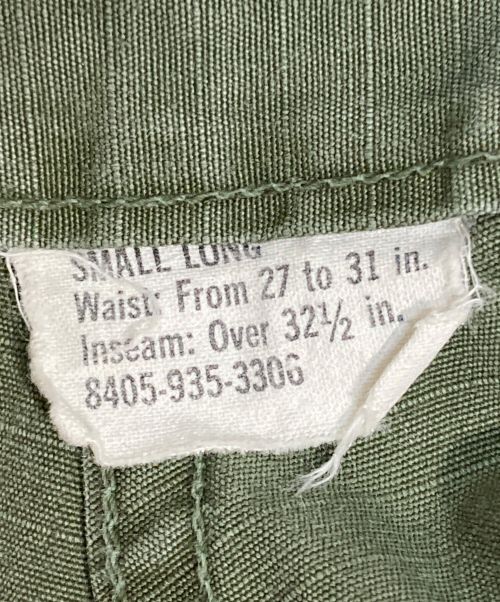 SMALL LONG
Waist: From 27 to 31 in.
Inseam: Over 32½ in.
8405-935-3306